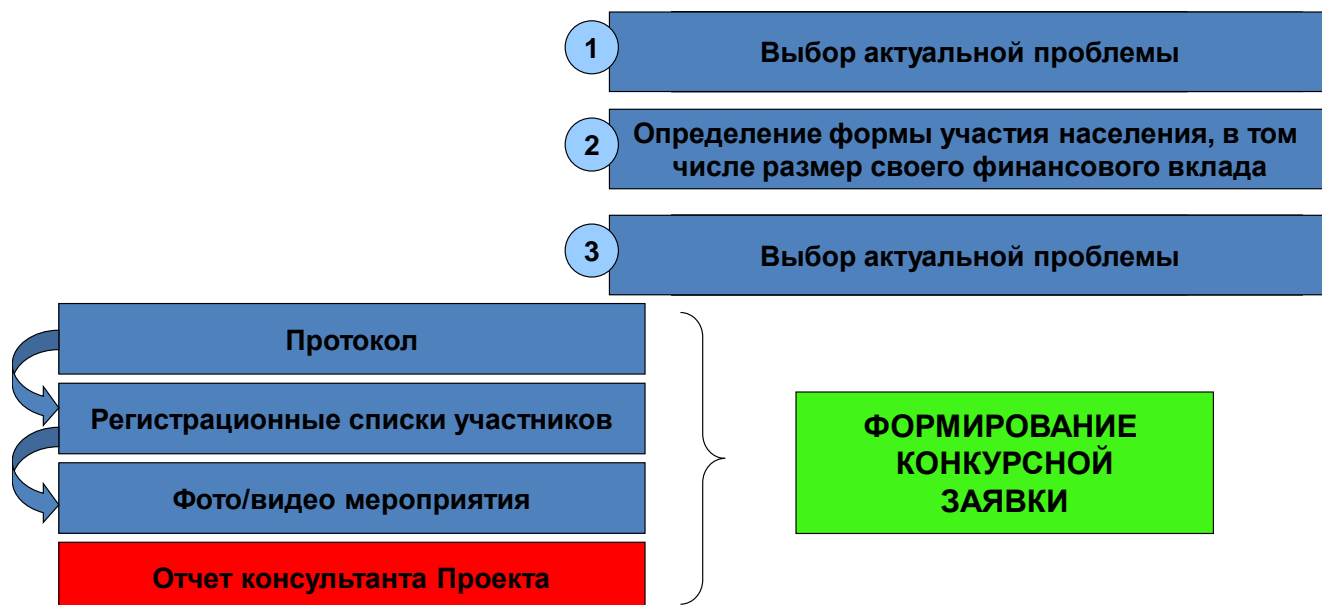 1
Выбор актуальной проблемы
2
Определение формы участия населения, в том
числе размер своего финансового вклада
3
Выбор актуальной проблемы
Протокол
Регистрационные списки участников
Фото/видео мероприятия
Отчет консультанта Проекта
ФОРМИРОВАНИЕ
КОНКУРСНОЙ
ЗАЯВКИ